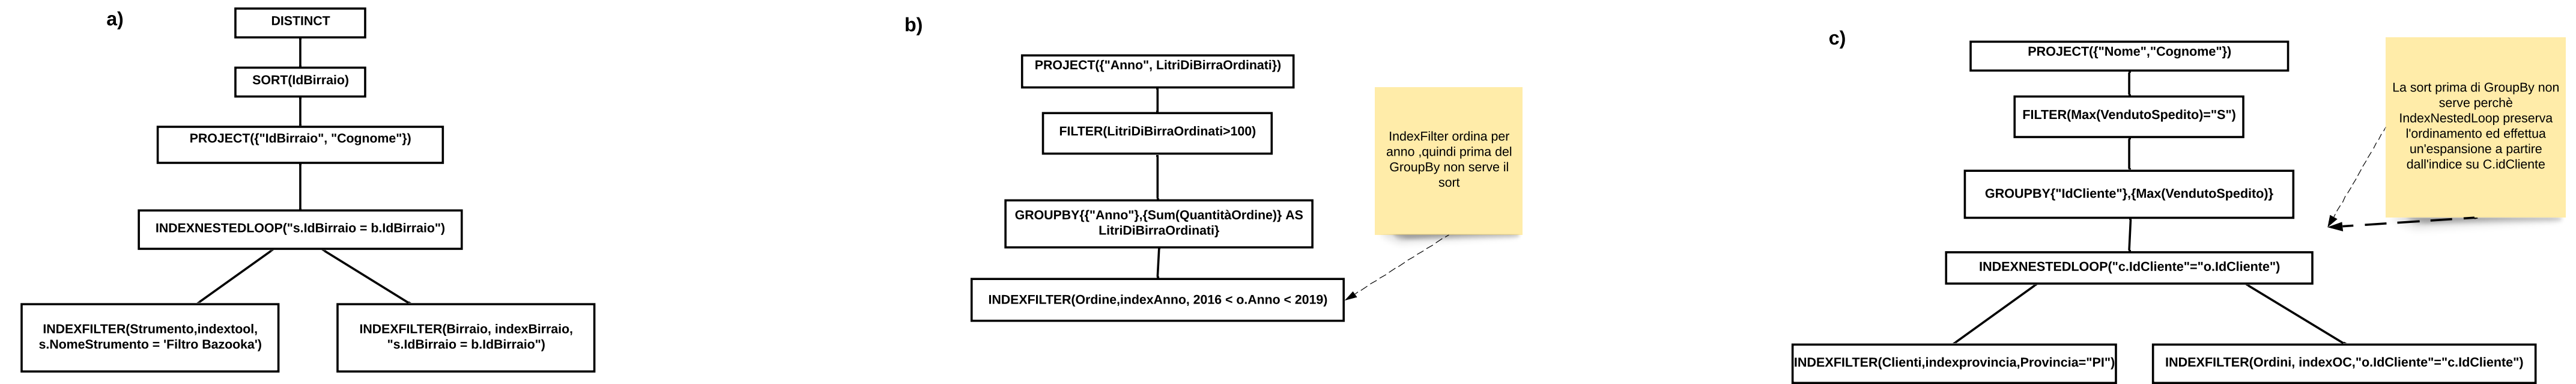 a)
DISTINCT
SORT(IdBirraio)
PROJECT({"IdBirraio", "Cognome"})
INDEXNESTEDLOOP("s.IdBirraio = b.IdBirraio")
INDEXFILTER(Strumento,indextool,
s.NomeStrumento = 'Filtro Bazooka')
INDEXFILTER(Birraio, indexBirraio,
"s.IdBirraio = b.IdBirraio")
b)
PROJECT({"Anno", LitriDiBirraOrdinati})
FILTER(LitriDiBirraOrdinati>100)
GROUPBY{{"Anno"},{Sum(QuantitàOrdine)} AS
LitriDiBirraOrdinati}
INDEXFILTER(Ordine,indexAnno, 2016 < o.Anno < 2019)
IndexFilter ordina per
anno ,quindi prima del
GroupBy non serve il
sort
c)
PROJECT({"Nome","Cognome"})
FILTER(Max(VendutoSpedito)="S")
GROUPBY{"IdCliente"},{Max(VendutoSpedito)}
INDEXNESTEDLOOP("c.IdCliente"="o.IdCliente")
INDEXFILTER(Clienti,indexprovincia,Provincia="PI")
INDEXFILTER(Ordini, indexOC,"o.IdCliente"="c.IdCliente")
La sort prima di GroupBy non
serve perchè
IndexNestedLoop preserva
l'ordinamento ed effettua
un'espansione a partire
dall'indice su C.idCliente